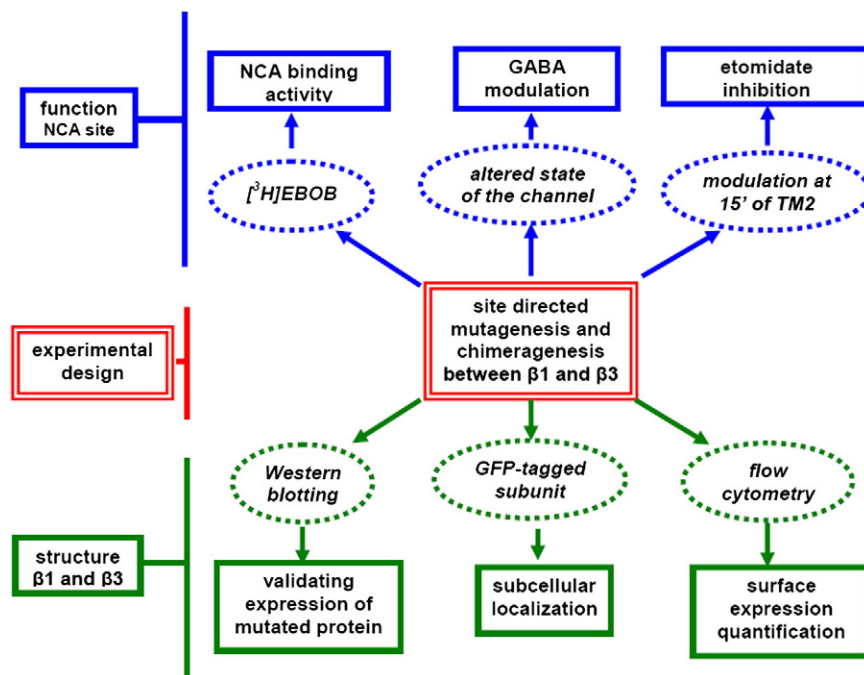 function
NCA site
NCA binding
activity
GABA
modulation
etomidate
inhibition
[³H]EBOB
altered state
of the channel
modulation at
15' of TM2
experimental
design
site directed
mutagenesis and
chimeragenesis
between β1 and β3
structure
β1 and β3
Western
blotting
GFP-tagged
subunit
flow
cytometry
validating
expression of
mutated protein
subcellular
localization
surface
expression
quantification